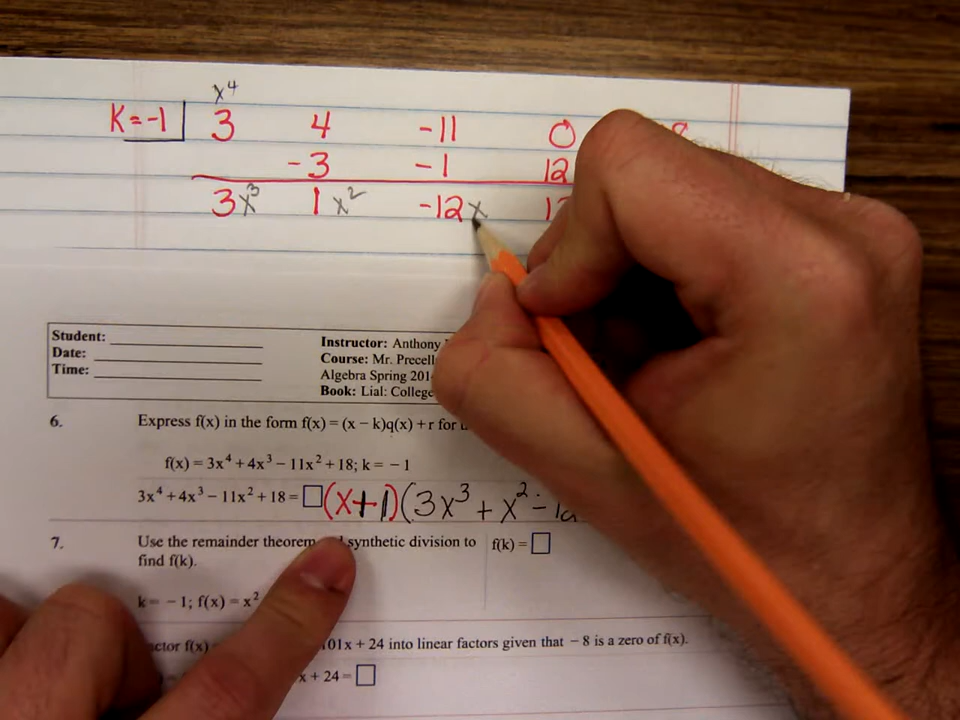 x⁴
K=-1 3 4 -11 0 8
-3 -1 12
3x³ 1x² -12x
Student:
Date:
Time:
Instructor: Anthony
Course: Mr.
Algebra Spring
Book: Lial: College
6. Express f(x) in the form f(x) = (x − k)q(x) + r for
f(x) = 3x⁴ + 4x³ − 11x² + 18; k = − 1
3x⁴ + 4x³ − 11x² + 18 = □(x+1)(3x³ + x² -
7. Use the remainder theorem synthetic division to f(k) = □
find f(k).
k = − 1; f(x) = x²
f(x) 101x + 24 into linear factors given that − 8 is a zero of f(x).
x + 24 = □